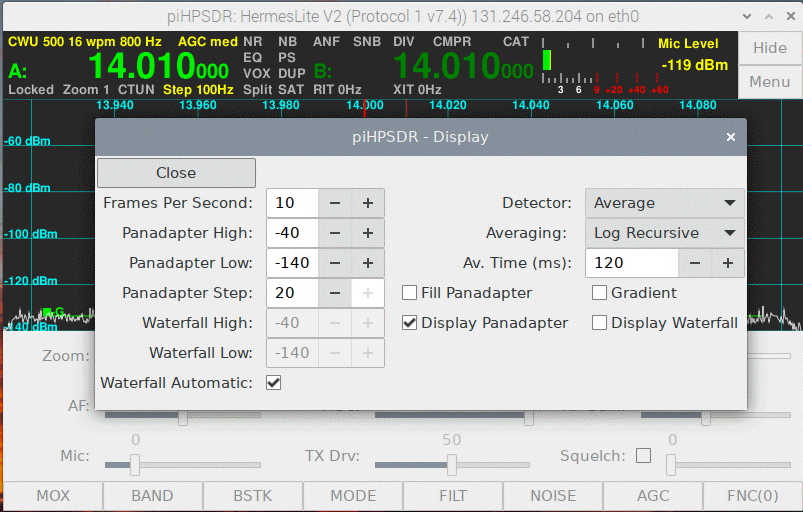 piHPSDR: HermesLite V2 (Protocol 1 v7.4)) 131.246.58.204 on eth0
CWU 500 16 wpm 800 Hz AGC med NR NB ANF SNB DIV CMPR CAT
Mic Level
Hide
EQ PS
A: 14.010000 VOX DUP B: 14.010000
-119 dBm
Menu
Locked Zoom 1 CTUN Step 100Hz Split SAT RIT 0Hz XIT 0Hz
3 6 9 +20 +40 +60
13.940 13.960 13.980 14.000 14.020 14.040 14.060 14.080
-60 dBm
-80 dBm
-100 dBm
-120 dBm
G
-140 dBm
piHPSDR - Display
Close
Frames Per Second: 10 − + Detector: Average
Panadapter High: -40 − + Averaging: Log Recursive
Panadapter Low: -140 − + Av. Time (ms): 120 − +
Panadapter Step: 20 − + Fill Panadapter Gradient
Waterfall High: -40 − + Display Panadapter Display Waterfall
Waterfall Low: -140 − +
Waterfall Automatic:
Zoom:
AF:
0 50 0
Mic: TX Drv: Squelch:
MOX BAND BSTK MODE FILT NOISE AGC FNC(0)